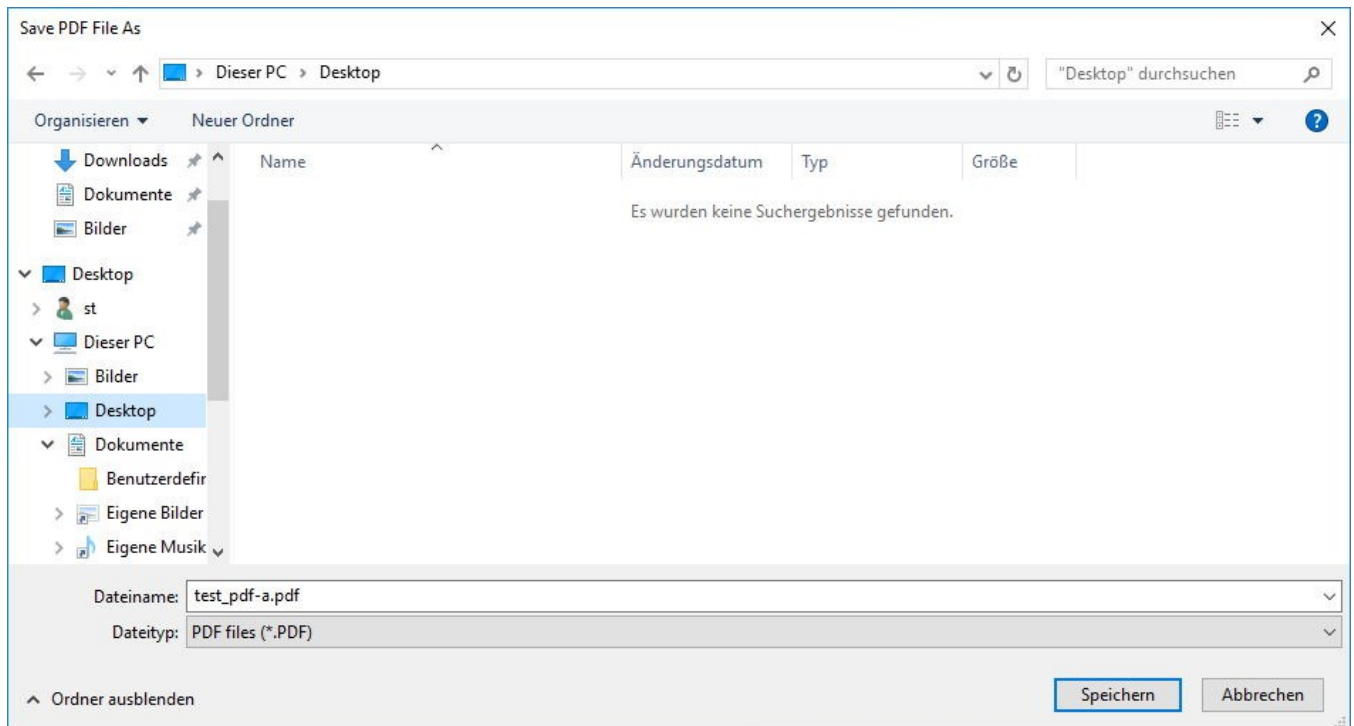 Save PDF File As
Dieser PC > Desktop
"Desktop" durchsuchen
Organisieren
Neuer Ordner
?
Downloads
Dokumente
Bilder
Desktop
st
Dieser PC
Bilder
Desktop
Dokumente
Benutzerdefir
Eigene Bilder
Eigene Musik
Name
Änderungsdatum
Typ
Größe
Es wurden keine Suchergebnisse gefunden.
Dateiname: test_pdf-a.pdf
Dateityp: PDF files (*.PDF)
Ordner ausblenden
Speichern
Abbrechen